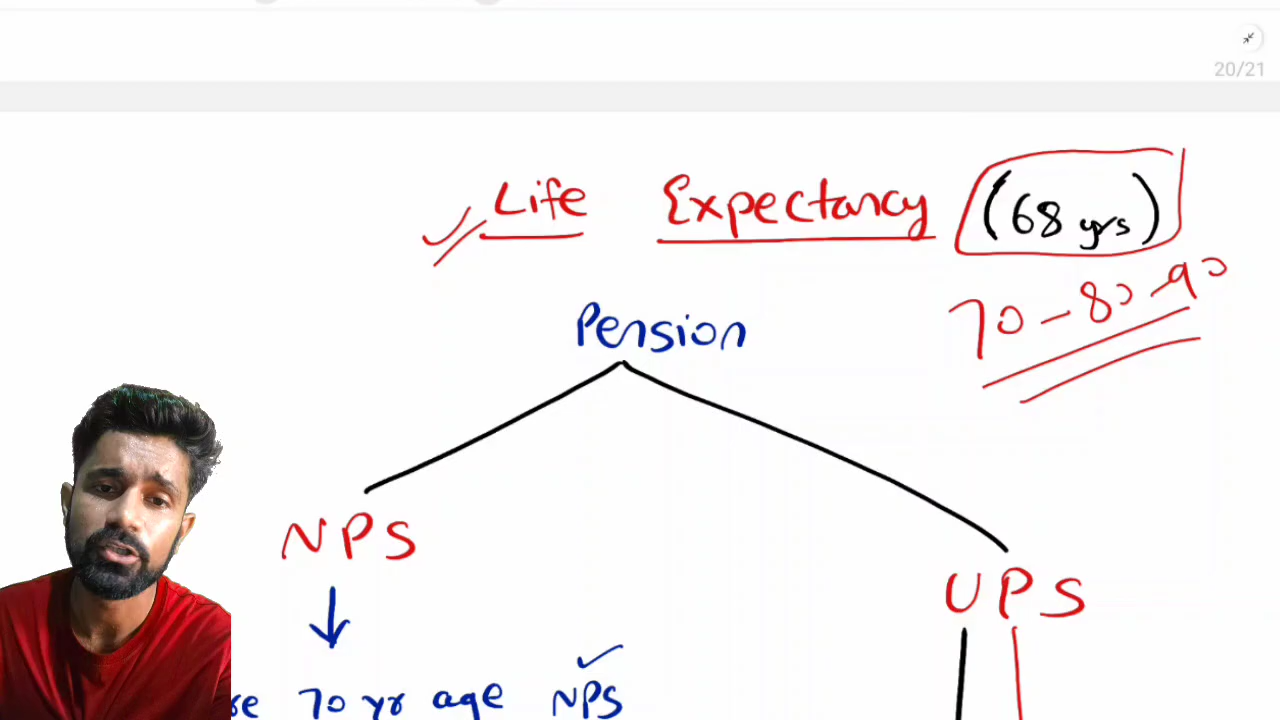 20/21
Life Expectancy (68 yrs)
70-80-90
Pension
NPS
UPS
70 yr age NPS